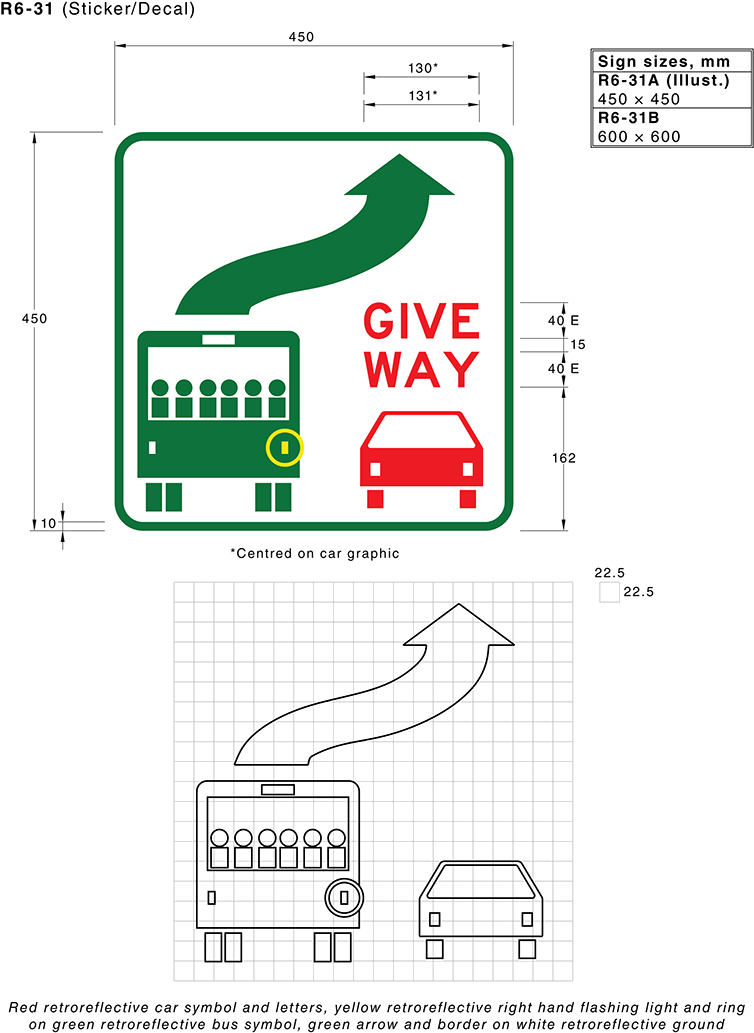 R6-31 (Sticker/Decal)
450
130*
131*
Sign sizes, mm
R6-31A (Illust.)
450 × 450
R6-31B
600 × 600
450
GIVE
WAY
40 E
15
40 E
162
10
*Centred on car graphic
22.5
22.5
Red retroreflective car symbol and letters, yellow retroreflective right hand flashing light and ring
on green retroreflective bus symbol, green arrow and border on white retroreflective ground